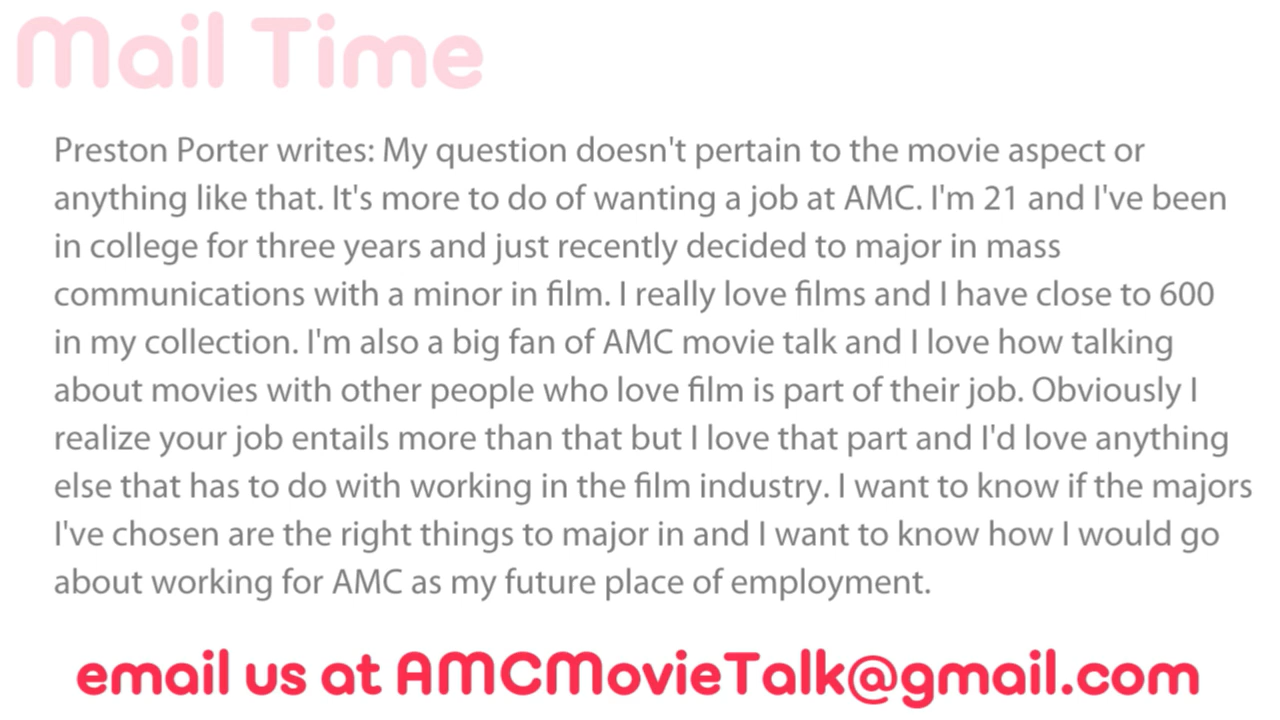 Mail Time
Preston Porter writes: My question doesn't pertain to the movie aspect or
anything like that. It's more to do of wanting a job at AMC. I'm 21 and I've been
in college for three years and just recently decided to major in mass
communications with a minor in film. I really love films and I have close to 600
in my collection. I'm also a big fan of AMC movie talk and I love how talking
about movies with other people who love film is part of their job. Obviously I
realize your job entails more than that but I love that part and I'd love anything
else that has to do with working in the film industry. I want to know if the majors
I've chosen are the right things to major in and I want to know how I would go
about working for AMC as my future place of employment.
email us at AMCMovieTalk@gmail.com